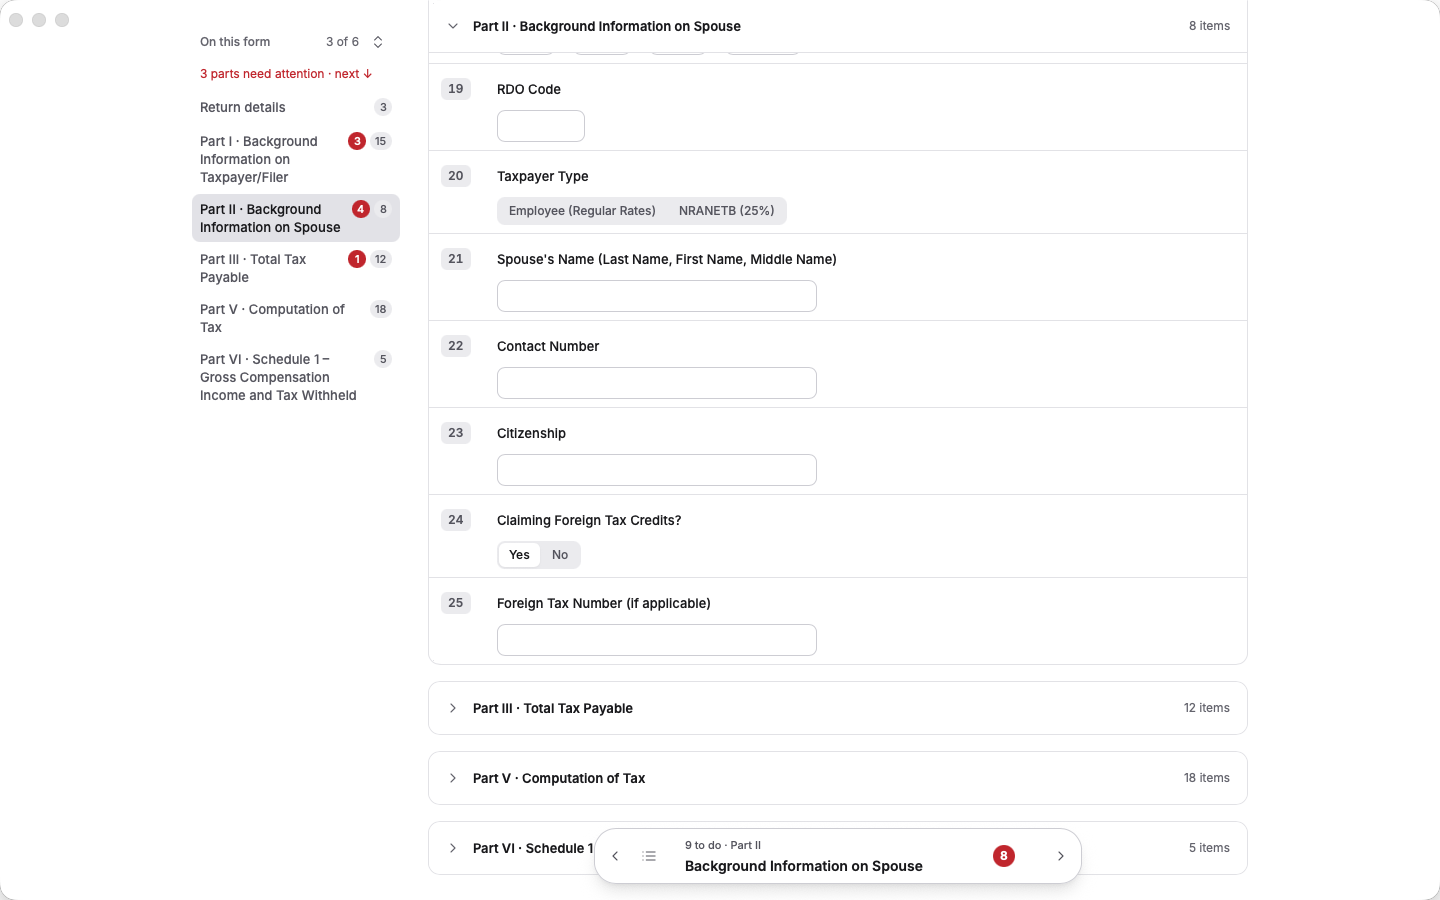 On this form
3 of 6
3 parts need attention · next ↓
Return details
3
Part I · Background Information on Taxpayer/Filer
3
15
Part II · Background Information on Spouse
4
8
Part III · Total Tax Payable
1
12
Part V · Computation of Tax
18
Part VI · Schedule 1 – Gross Compensation Income and Tax Withheld
5
Part II · Background Information on Spouse
8 items
19
RDO Code
20
Taxpayer Type
Employee (Regular Rates)
NRANETB (25%)
21
Spouse's Name (Last Name, First Name, Middle Name)
22
Contact Number
23
Citizenship
24
Claiming Foreign Tax Credits?
Yes
No
25
Foreign Tax Number (if applicable)
Part III · Total Tax Payable
12 items
Part V · Computation of Tax
18 items
Part VI · Schedule 1
5 items
9 to do · Part II
Background Information on Spouse
8